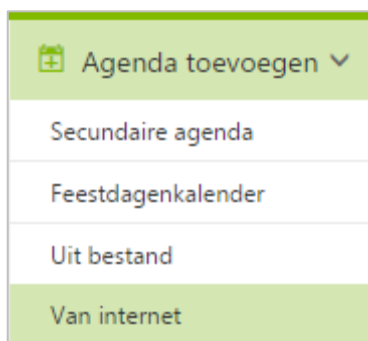 Agenda toevoegen
Secundaire agenda
Feestdagenkalender
Uit bestand
Van internet